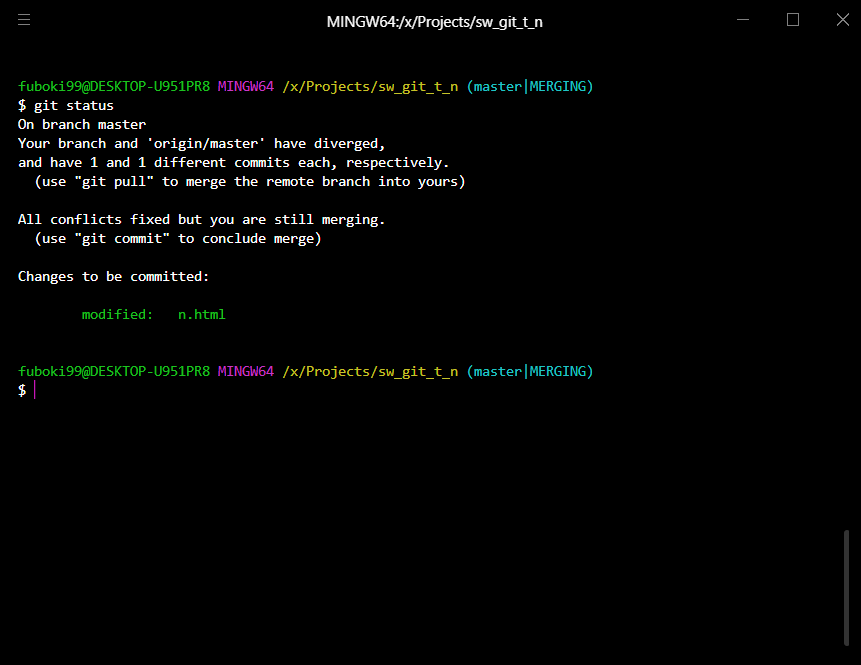 MINGW64:/x/Projects/sw_git_t_n
fuboki99@DESKTOP-U951PR8 MINGW64 /x/Projects/sw_git_t_n (master|MERGING)
$ git status
On branch master
Your branch and 'origin/master' have diverged,
and have 1 and 1 different commits each, respectively.
  (use "git pull" to merge the remote branch into yours)

All conflicts fixed but you are still merging.
  (use "git commit" to conclude merge)

Changes to be committed:

        modified:   n.html

fuboki99@DESKTOP-U951PR8 MINGW64 /x/Projects/sw_git_t_n (master|MERGING)
$